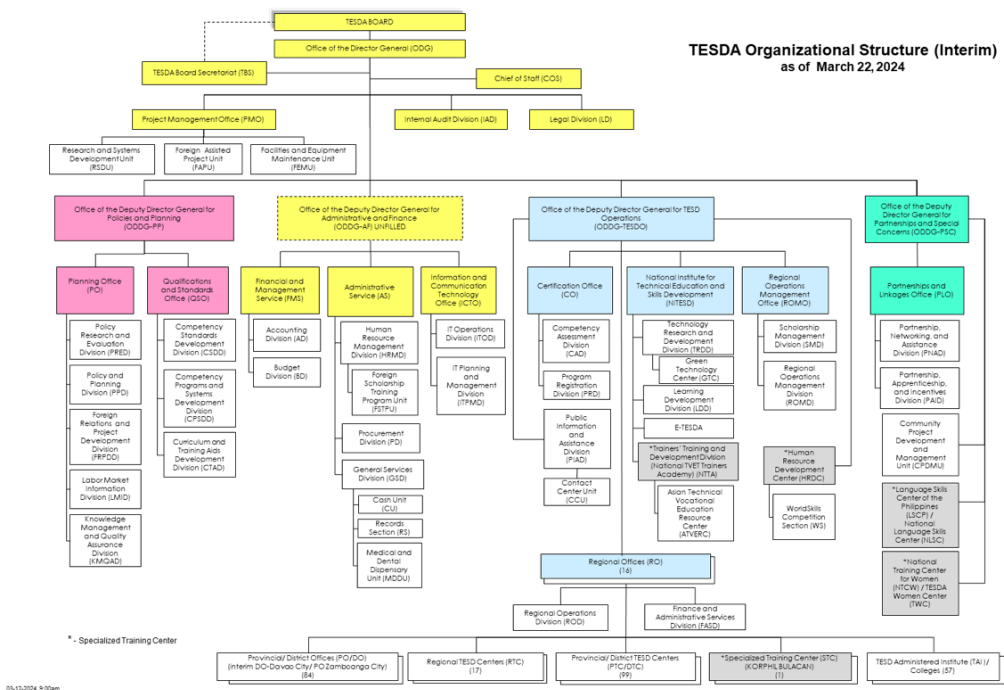 TESDA BOARD
Office of the Director General (ODG)
TESDA Organizational Structure (Interim)
as of March 22, 2024
TESDA Board Secretariat (TBS)
Chief of Staff (COS)
Project Management Office (PMO)
Internal Audit Division (IAD)
Legal Division (LD)
Research and Systems
Development Unit
(RSDU)
Foreign Assisted
Project Unit
(FAPU)
Facilities and Equipment
Maintenance Unit
(FEMU)
Office of the Deputy Director General for
Policies and Planning
(ODDG-PP)
Office of the Deputy Director General for
Administrative and Finance
(ODDG-AF) UNFILLED
Office of the Deputy Director General for TESD
Operations
(ODDG-TESDO)
Office of the Deputy
Director General for
Partnerships and Special
Concerns (ODDG-PSC)
Planning Office
(PO)
Qualifications
and Standards
Office (QSO)
Financial and
Management
Service (FMS)
Administrative
Service (AS)
Information and
Communication
Technology
Office (ICTO)
Certification Office
(CO)
National Institute for
Technical Education and
Skills Development
(NITESD)
Regional
Operations
Management
Office (ROMO)
Partnerships and
Linkages Office (PLO)
Policy
Research and
Evaluation
Division (PRED)
Policy and
Planning
Division (PPD)
Foreign
Relations and
Project
Development
Division
(FRPDD)
Labor Market
Information
Division (LMID)
Knowledge
Management
and Quality
Assurance
Division
(KMQAD)
Competency
Standards
Development
Division (CSDD)
Competency
Programs and
Systems
Development
Division
(CPSDD)
Curriculum and
Training Aids
Development
Division (CTAD)
Accounting
Division (AD)
Budget
Division (BD)
Human
Resource
Management
Division (HRMD)
Foreign
Scholarship
Training
Program Unit
(FSTPU)
Procurement
Division (PD)
General Services
Division (GSD)
Cash Unit
(CU)
Records
Section (RS)
Medical and
Dental
Dispensary
Unit (MDDU)
IT Operations
Division (ITOD)
IT Planning
and
Management
Division
(ITPMD)
Competency
Assessment
Division
(CAD)
Program
Registration
Division (PRD)
Public
Information
and
Assistance
Division
(PIAD)
Contact
Center Unit
(CCU)
Technology
Research and
Development
Division (TRDD)
Green
Technology
Center (GTC)
Learning
Development
Division (LDD)
E-TESDA
*Trainers' Training and
Development Division
(National TVET Trainers
Academy) (NTTA)
Asian Technical
Vocational
Education
Resource
Center
(ATVERC)
Scholarship
Management
Division (SMD)
Regional
Operations
Management
Division
(ROMD)
*Human
Resource
Development
Center (HRDC)
WorldSkills
Competition
Section (WS)
Partnership,
Networking, and
Assistance
Division (PNAD)
Partnership,
Apprenticeship,
and Incentives
Division (PAID)
Community
Project
Development
and
Management
Unit (CPDMU)
*Language Skills
Center of the
Philippines
(LSCP) /
National
Language Skills
Center (NLSC)
*National
Training Center
for Women
(NTCW) / TESDA
Women Center
(TWC)
Regional Offices (RO)
(16)
Regional Operations
Division (ROD)
Finance and
Administrative Services
Division (FASD)
* - Specialized Training Center
Provincial/ District Offices (PO/DO)
(Interim DO-Davao City/ PO Zamboanga City)
(84)
Regional TESD Centers (RTC)
(17)
Provincial/ District TESD Centers
(PTC/DTC)
(99)
*Specialized Training Center (STC)
(KORPHIL BULACAN)
(1)
TESD Administered Institute (TAI) /
Colleges (57)
03-12-2024 9:00am